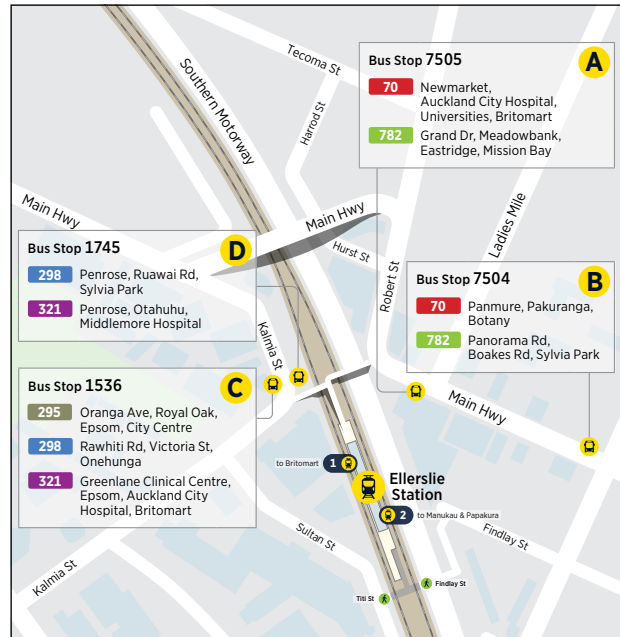 Tecoma St
Southern Motorway
Harrod St
Main Hwy
Main Hwy
Hurst St
Robert St
Ladies Mile
A
Bus Stop 7505
70 Newmarket,
Auckland City Hospital,
Universities, Britomart
782 Grand Dr, Meadowbank,
Eastridge, Mission Bay
D
Bus Stop 1745
298 Penrose, Ruawai Rd,
Sylvia Park
321 Penrose, Otahuhu,
Middlemore Hospital
B
Bus Stop 7504
70 Panmure, Pakuranga,
Botany
782 Panorama Rd,
Boakes Rd, Sylvia Park
Kalmia St
C
Bus Stop 1536
295 Oranga Ave, Royal Oak,
Epsom, City Centre
298 Rawhiti Rd, Victoria St,
Onehunga
321 Greenlane Clinical Centre,
Epsom, Auckland City
Hospital, Britomart
Main Hwy
to Britomart 1
Ellerslie
Station
2 to Manukau & Papakura
Sultan St
Findlay St
Kalmia St
Findlay St
Titi St